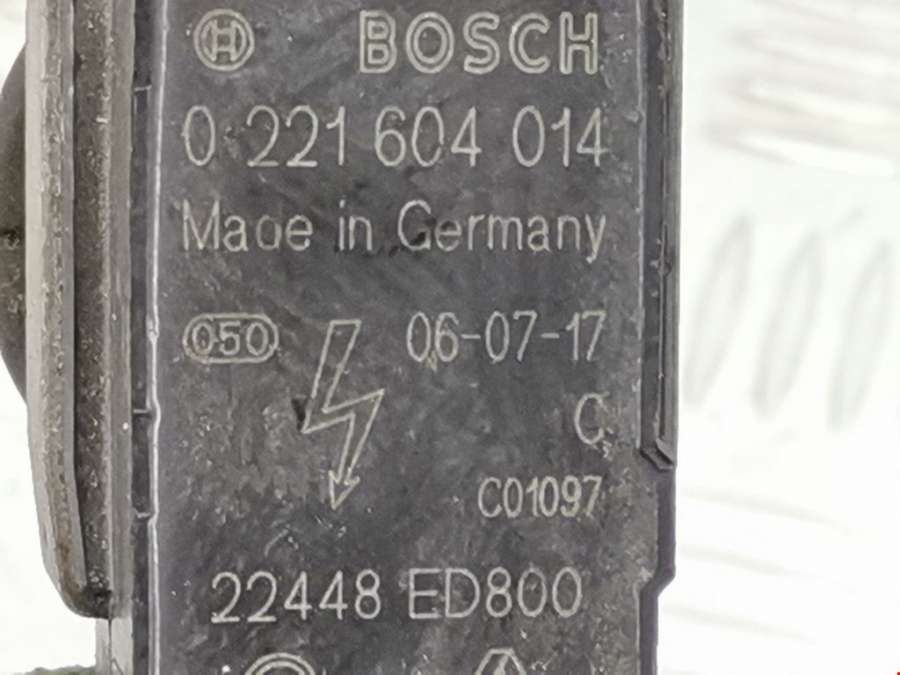 BOSCH
0 221 604 014
Made in Germany
050 06-07-17
C
C01097
22448 ED800